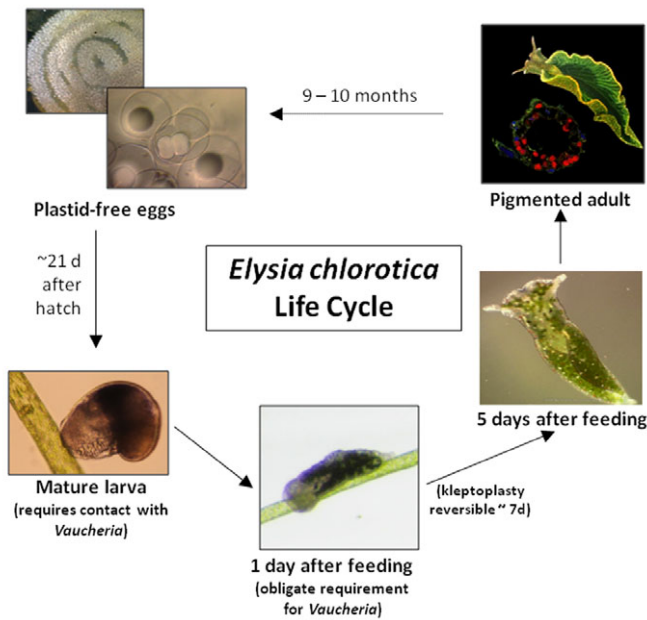 9 – 10 months
Plastid-free eggs
Pigmented adult
~21 d
after
hatch
Elysia chlorotica
Life Cycle
5 days after feeding
Mature larva
(requires contact with
Vaucheria)
1 day after feeding
(obligate requirement
for Vaucheria)
(kleptoplasty
reversible ~ 7d)